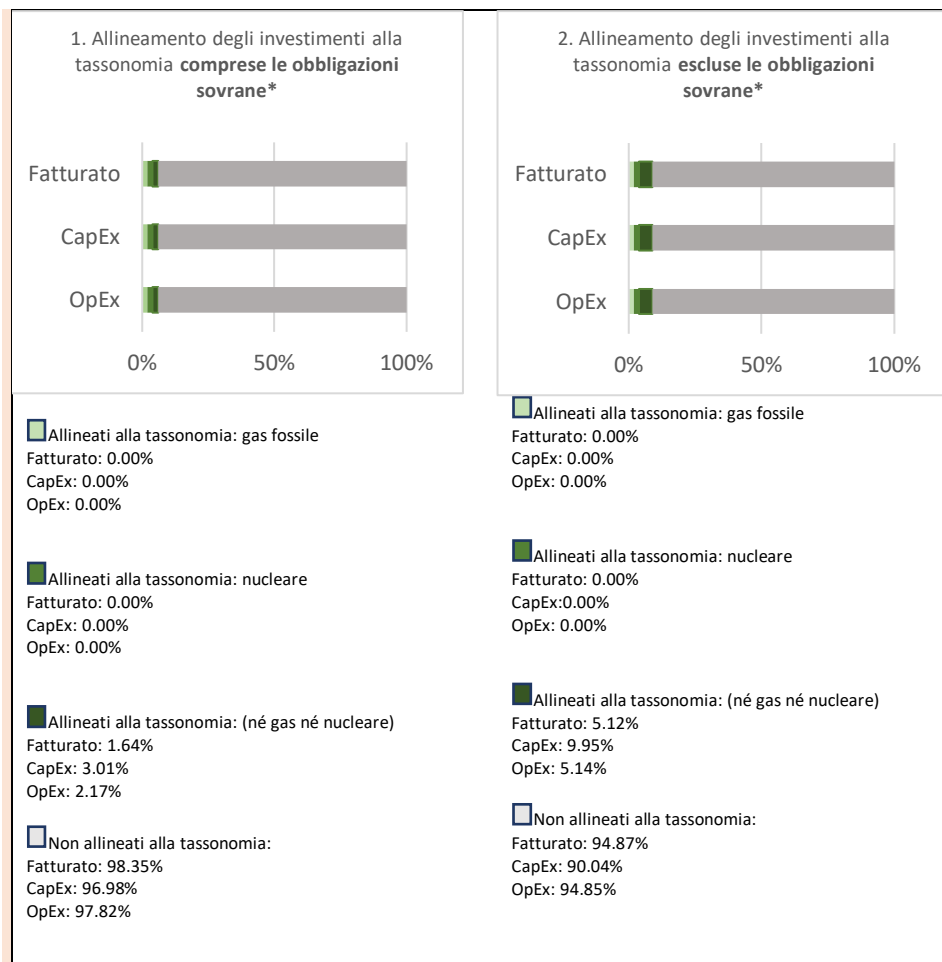 1. Allineamento degli investimenti alla
tassonomia comprese le obbligazioni
sovrane*
Fatturato
CapEx
OpEx
0%
50%
100%
Allineati alla tassonomia: gas fossile
Fatturato: 0.00%
CapEx: 0.00%
OpEx: 0.00%
Allineati alla tassonomia: nucleare
Fatturato: 0.00%
CapEx: 0.00%
OpEx: 0.00%
Allineati alla tassonomia: (né gas né nucleare)
Fatturato: 1.64%
CapEx: 3.01%
OpEx: 2.17%
Non allineati alla tassonomia:
Fatturato: 98.35%
CapEx: 96.98%
OpEx: 97.82%
2. Allineamento degli investimenti alla
tassonomia escluse le obbligazioni
sovrane*
Fatturato
CapEx
OpEx
0%
50%
100%
Allineati alla tassonomia: gas fossile
Fatturato: 0.00%
CapEx: 0.00%
OpEx: 0.00%
Allineati alla tassonomia: nucleare
Fatturato: 0.00%
CapEx:0.00%
OpEx: 0.00%
Allineati alla tassonomia: (né gas né nucleare)
Fatturato: 5.12%
CapEx: 9.95%
OpEx: 5.14%
Non allineati alla tassonomia:
Fatturato: 94.87%
CapEx: 90.04%
OpEx: 94.85%